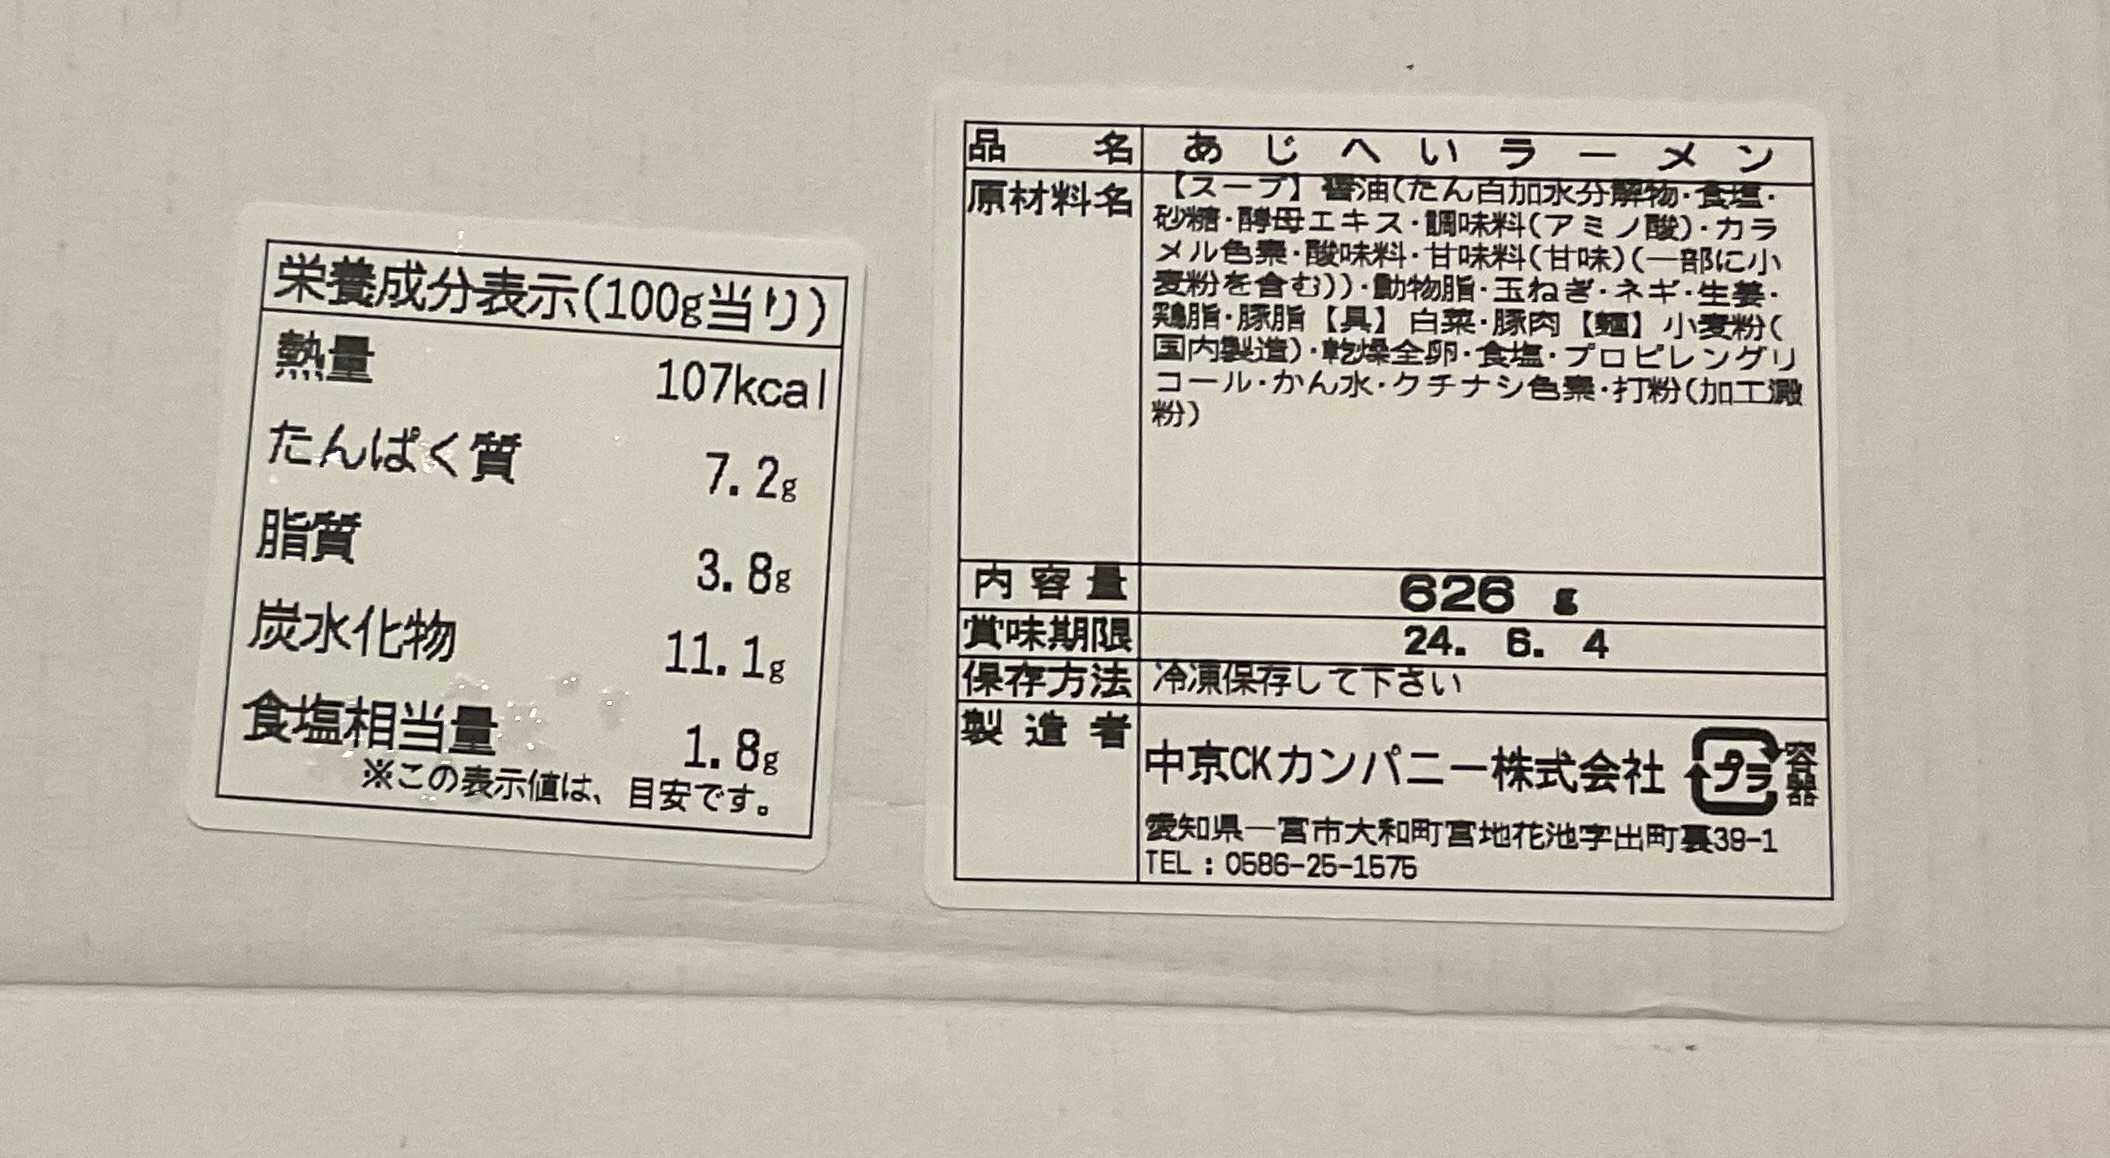 栄養成分表示(100g当り)
熱量 107kcal
たんぱく質 7.2g
脂質 3.8g
炭水化物 11.1g
食塩相当量 1.8g
※この表示値は、目安です。
品名 あじへいラーメン
原材料名 【スープ】醤油(たん白加水分解物・食塩・
砂糖・酵母エキス・調味料(アミノ酸)・カラ
メル色素・酸味料・甘味料(甘味)(一部に小
麦粉を含む))・動物脂・玉ねぎ・ネギ・生姜・
鶏脂・豚脂【具】白菜・豚肉【麺】小麦粉(
国内製造)・乾燥全卵・食塩・プロピレングリ
コール・かん水・クチナシ色素・打粉(加工澱
粉)
内容量 626 g
賞味期限 24. 6. 4
保存方法 冷凍保存して下さい
製造者 中京CKカンパニー株式会社
プラ 容器
愛知県一宮市大和町宮地花池字出町裏39-1
TEL:0586-25-1575